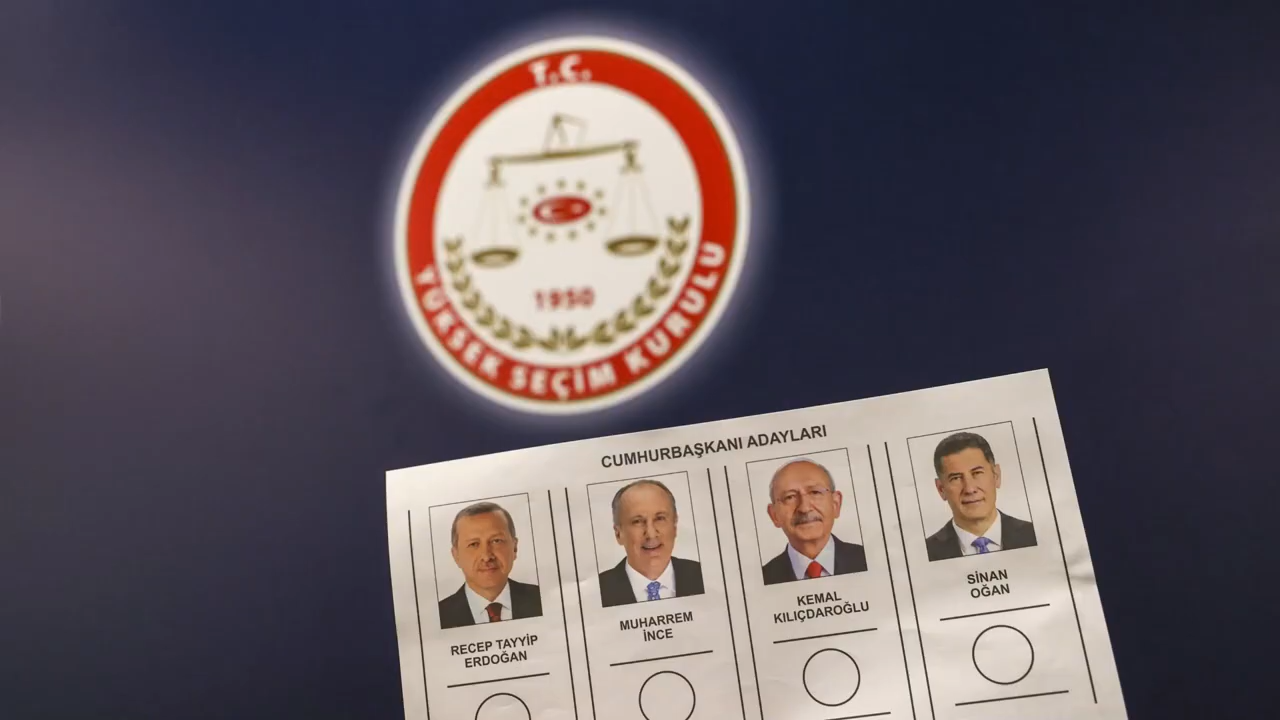 T.C.
YÜKSEK SEÇİM KURULU
1950
CUMHURBAŞKANI ADAYLARI
RECEP TAYYİP
ERDOĞAN
MUHARREM
İNCE
KEMAL
KILIÇDAROĞLU
SİNAN
OĞAN